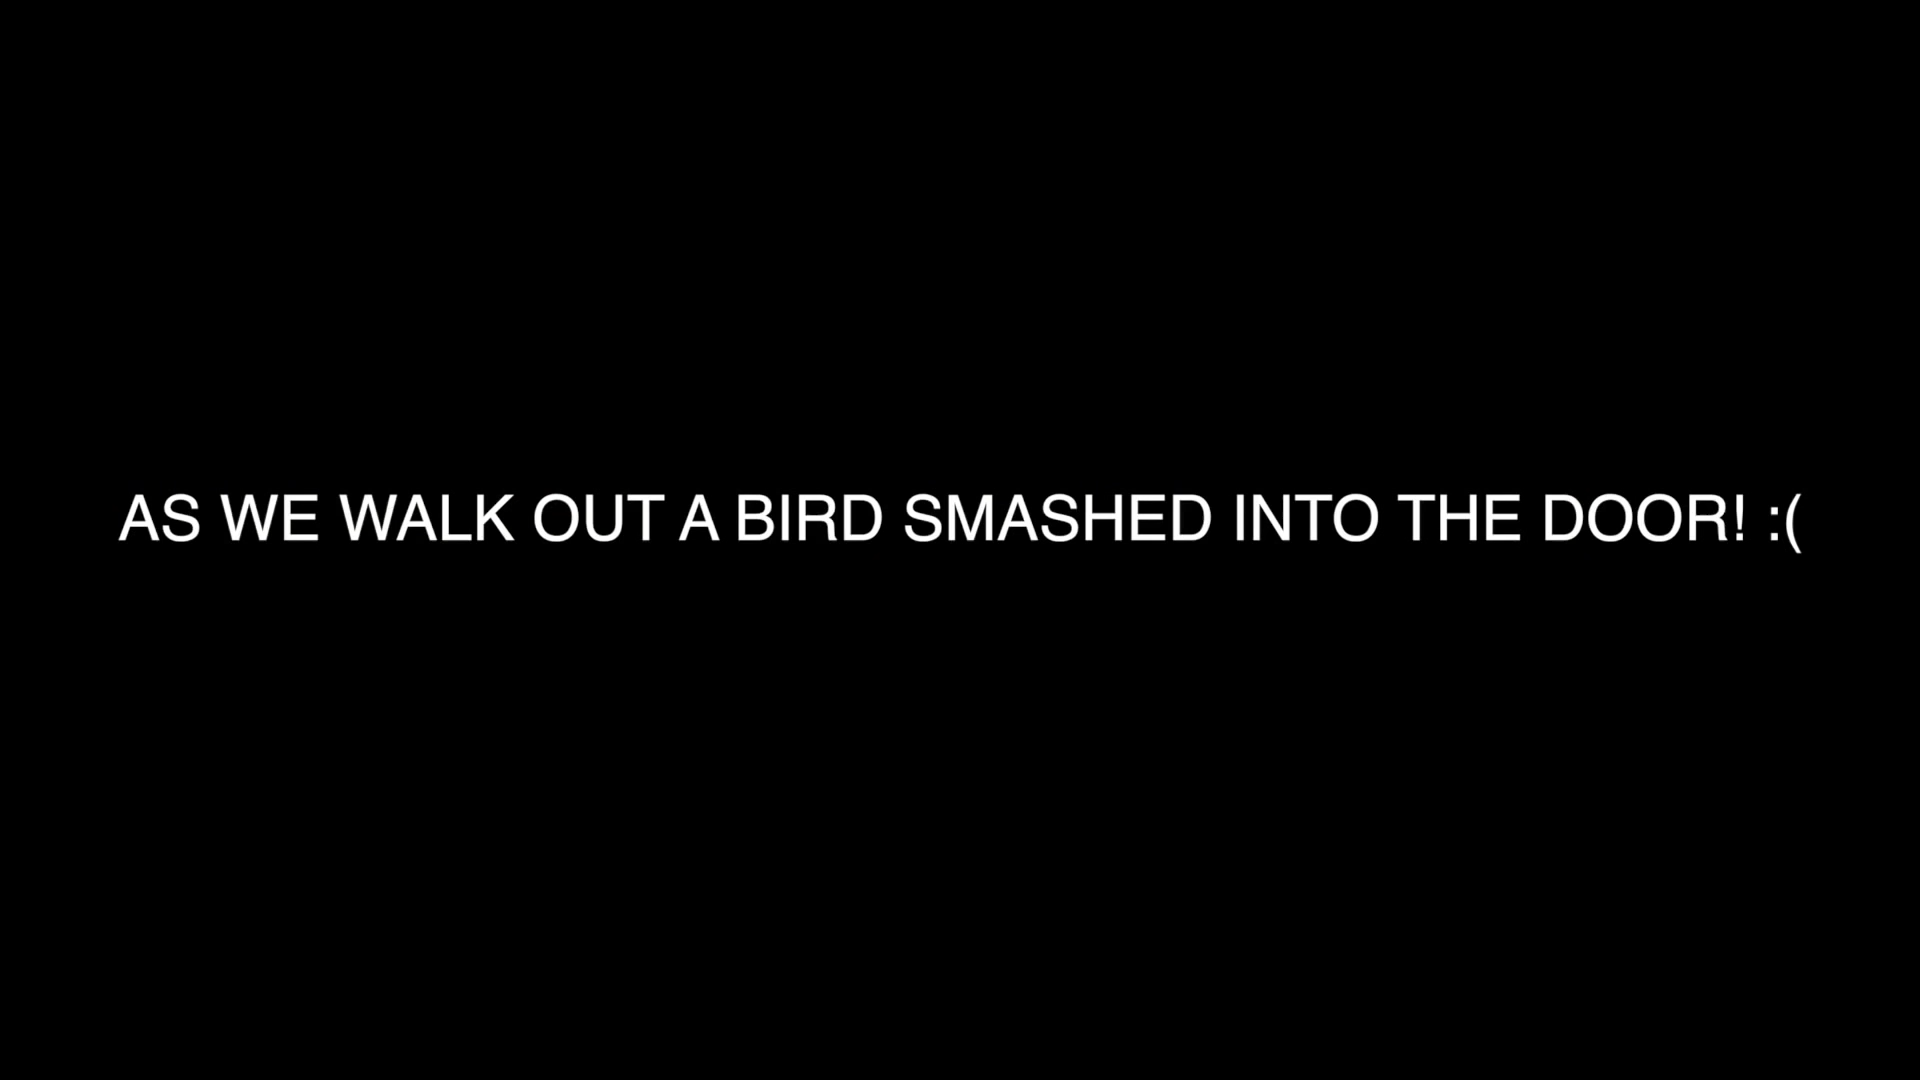 AS WE WALK OUT A BIRD SMASHED INTO THE DOOR! :(